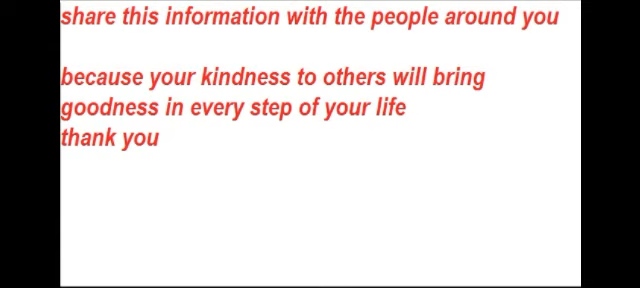 share this information with the people around you
because your kindness to others will bring
goodness in every step of your life
thank you